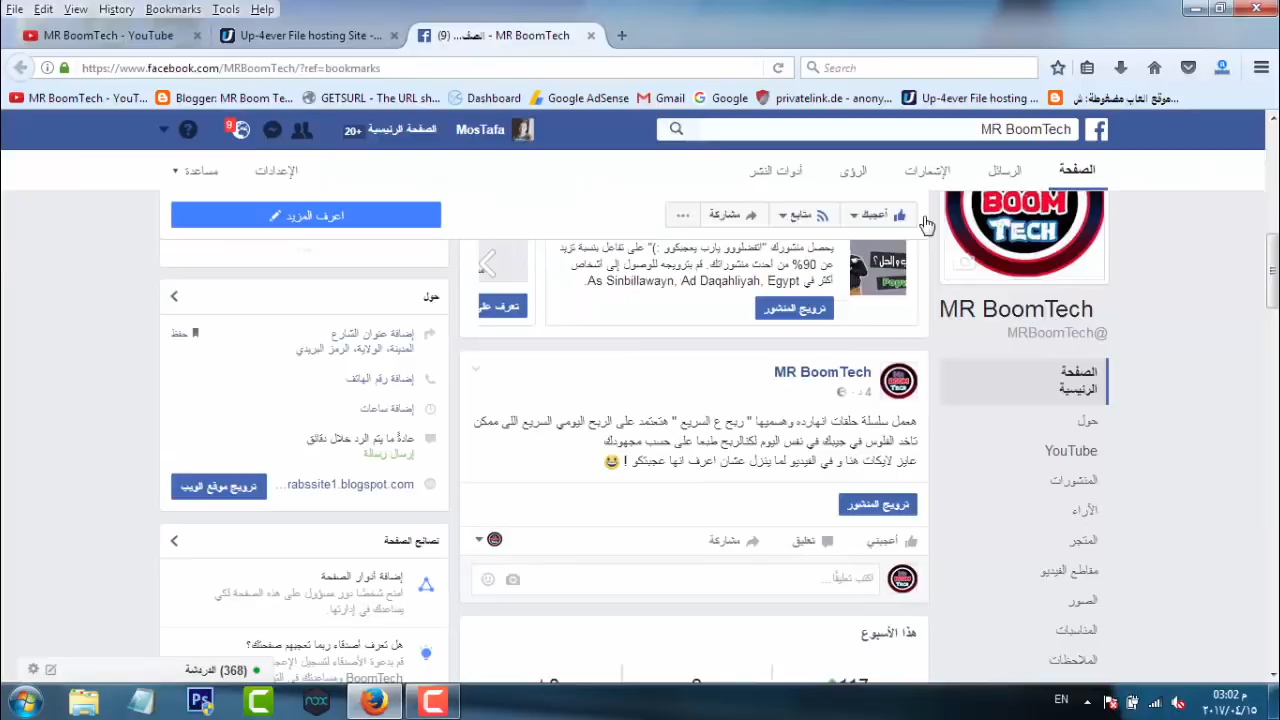 File Edit View History Bookmarks Tools Help
MR BoomTech - YouTube
Up-4ever File hosting Site -...
(9) الصف... - MR BoomTech
https://www.facebook.com/MRBoomTech/?ref=bookmarks
Search
MR BoomTech - YouT...
Blogger: MR Boom Te...
GETSURL - The URL sh...
Dashboard
Google AdSense
Gmail
Google
privatelink.de - anony...
Up-4ever File hosting ...
موقع العاب مضغوطة: ش...
MR BoomTech
MosTafa
الصفحة الرئيسية +20
9
الصفحة
الرسائل
الإشعارات
الرؤى
أدوات النشر
الإعدادات
مساعدة
BOOM
TECH
أعجبك
متابع
مشاركة
...
اعرف المزيد
يحصل منشورك "اتفضلووو يارب يعجبكوو :)" على تفاعل بنسبة تزيد
عن 90% من أحدث منشوراتك. قم بترويجه للوصول إلى أشخاص
أكثر في As Sinbillawayn, Ad Daqahliyah, Egypt.
ترويج المنشور
تعرف على
MR BoomTech
@MRBoomTech
الصفحة
الرئيسية
حول
YouTube
المنشورات
الآراء
المتجر
مقاطع الفيديو
الصور
المناسبات
الملاحظات
MR BoomTech
4 د
هعمل سلسلة حلقات انهارده وهسميها " ربح ع السريع " هتعتمد على الربح اليومي السريع اللى ممكن
تاخد الفلوس في جيبك في نفس اليوم لكنالربح طبعا على حسب مجهودك
عايز لايكات هنا و في الفيديو لما ينزل عشان اعرف انها عجبتكو !
ترويج المنشور
أعجبني
تعليق
مشاركة
اكتب تعليقًا...
هذا الأسبوع
117
حول
إضافة عنوان الشارع
المدينة، الولاية، الرمز البريدي
حفظ
إضافة رقم الهاتف
إضافة ساعات
عادةً ما يتم الرد خلال دقائق
إرسال رسالة
rabssite1.blogspot.com...
ترويج موقع الويب
نصائح الصفحة
إضافة أدوار الصفحة
امنح شخصًا دور مسؤول على هذه الصفحة لكي
يساعدك في إدارتها.
هل تعرف أصدقاء ربما تعجبهم صفحتك؟
الدردشة (368)
EN
03:02 م
٢٠١٧/٠٤/١٥